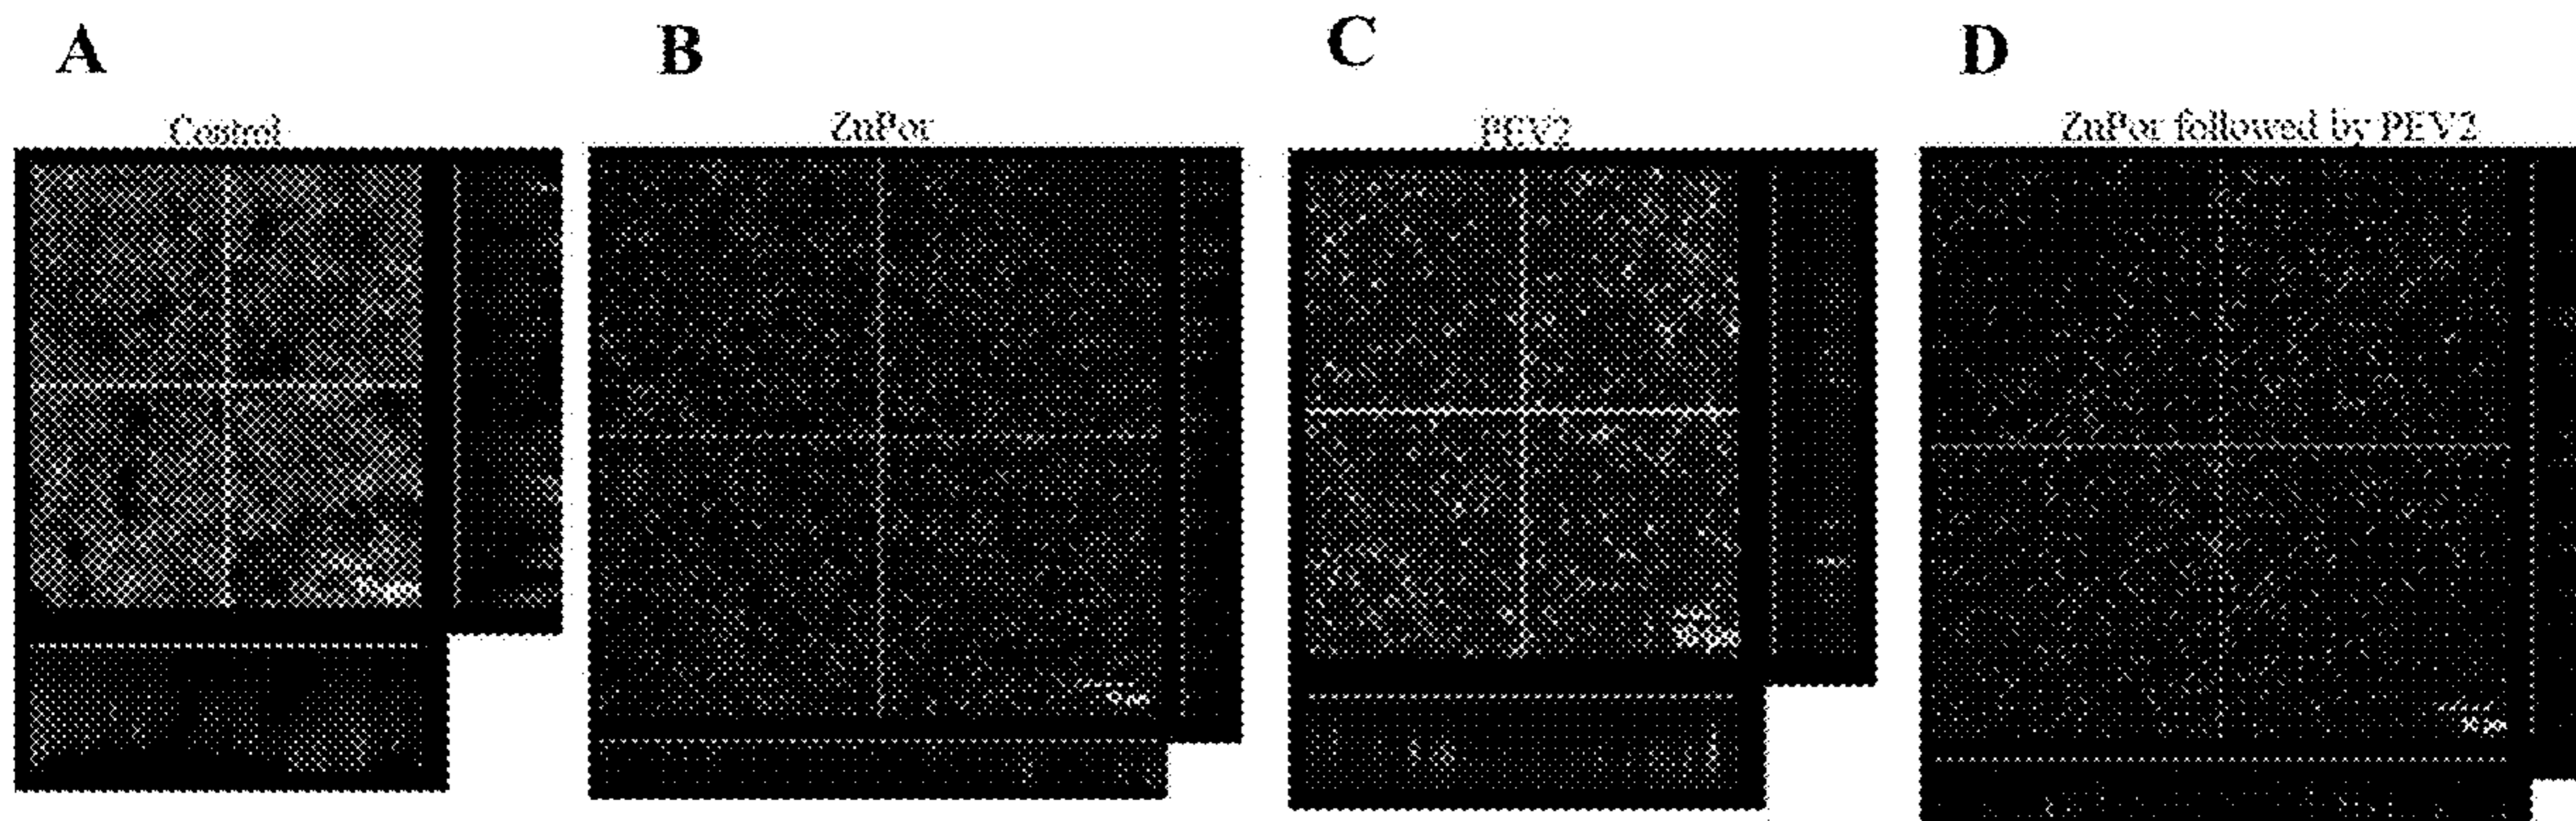 A
B
C
D
Control
ZnPor
PEV2
ZnPor followed by PEV2